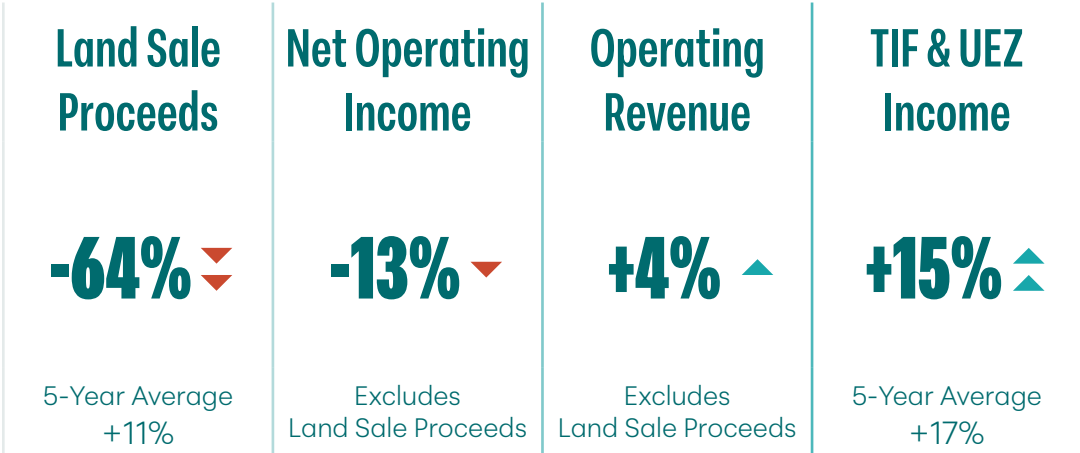 Land Sale
Proceeds
-64%
5-Year Average
+11%
Net Operating
Income
-13%
Excludes
Land Sale Proceeds
Operating
Revenue
+4%
Excludes
Land Sale Proceeds
TIF & UEZ
Income
+15%
5-Year Average
+17%